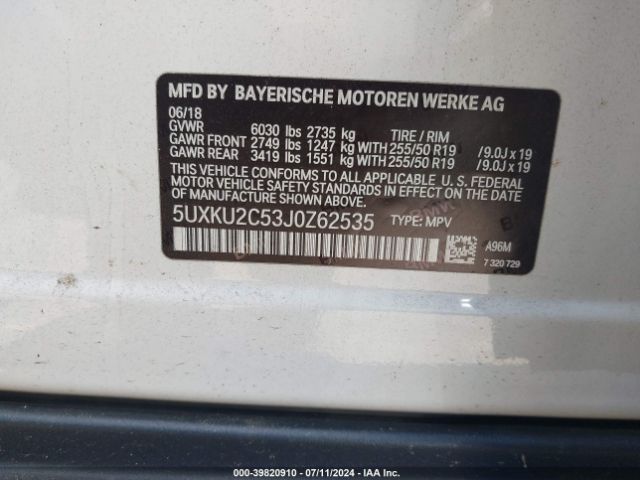 MFD BY BAYERISCHE MOTOREN WERKE AG
06/18
GVWR 6030 lbs 2735 kg TIRE / RIM
GAWR FRONT 2749 lbs 1247 kg WITH 255/50 R19 / 9.0J x 19
GAWR REAR 3419 lbs 1551 kg WITH 255/50 R19 / 9.0J x 19
THIS VEHICLE CONFORMS TO ALL APPLICABLE U. S. FEDERAL
MOTOR VEHICLE SAFETY STANDARDS IN EFFECT ON THE DATE
OF MANUFACTURE SHOWN ABOVE.
5UXKU2C53J0Z62535 TYPE: MPV
A96M
7 320 729
000-39820910 - 07/11/2024 - IAA Inc.